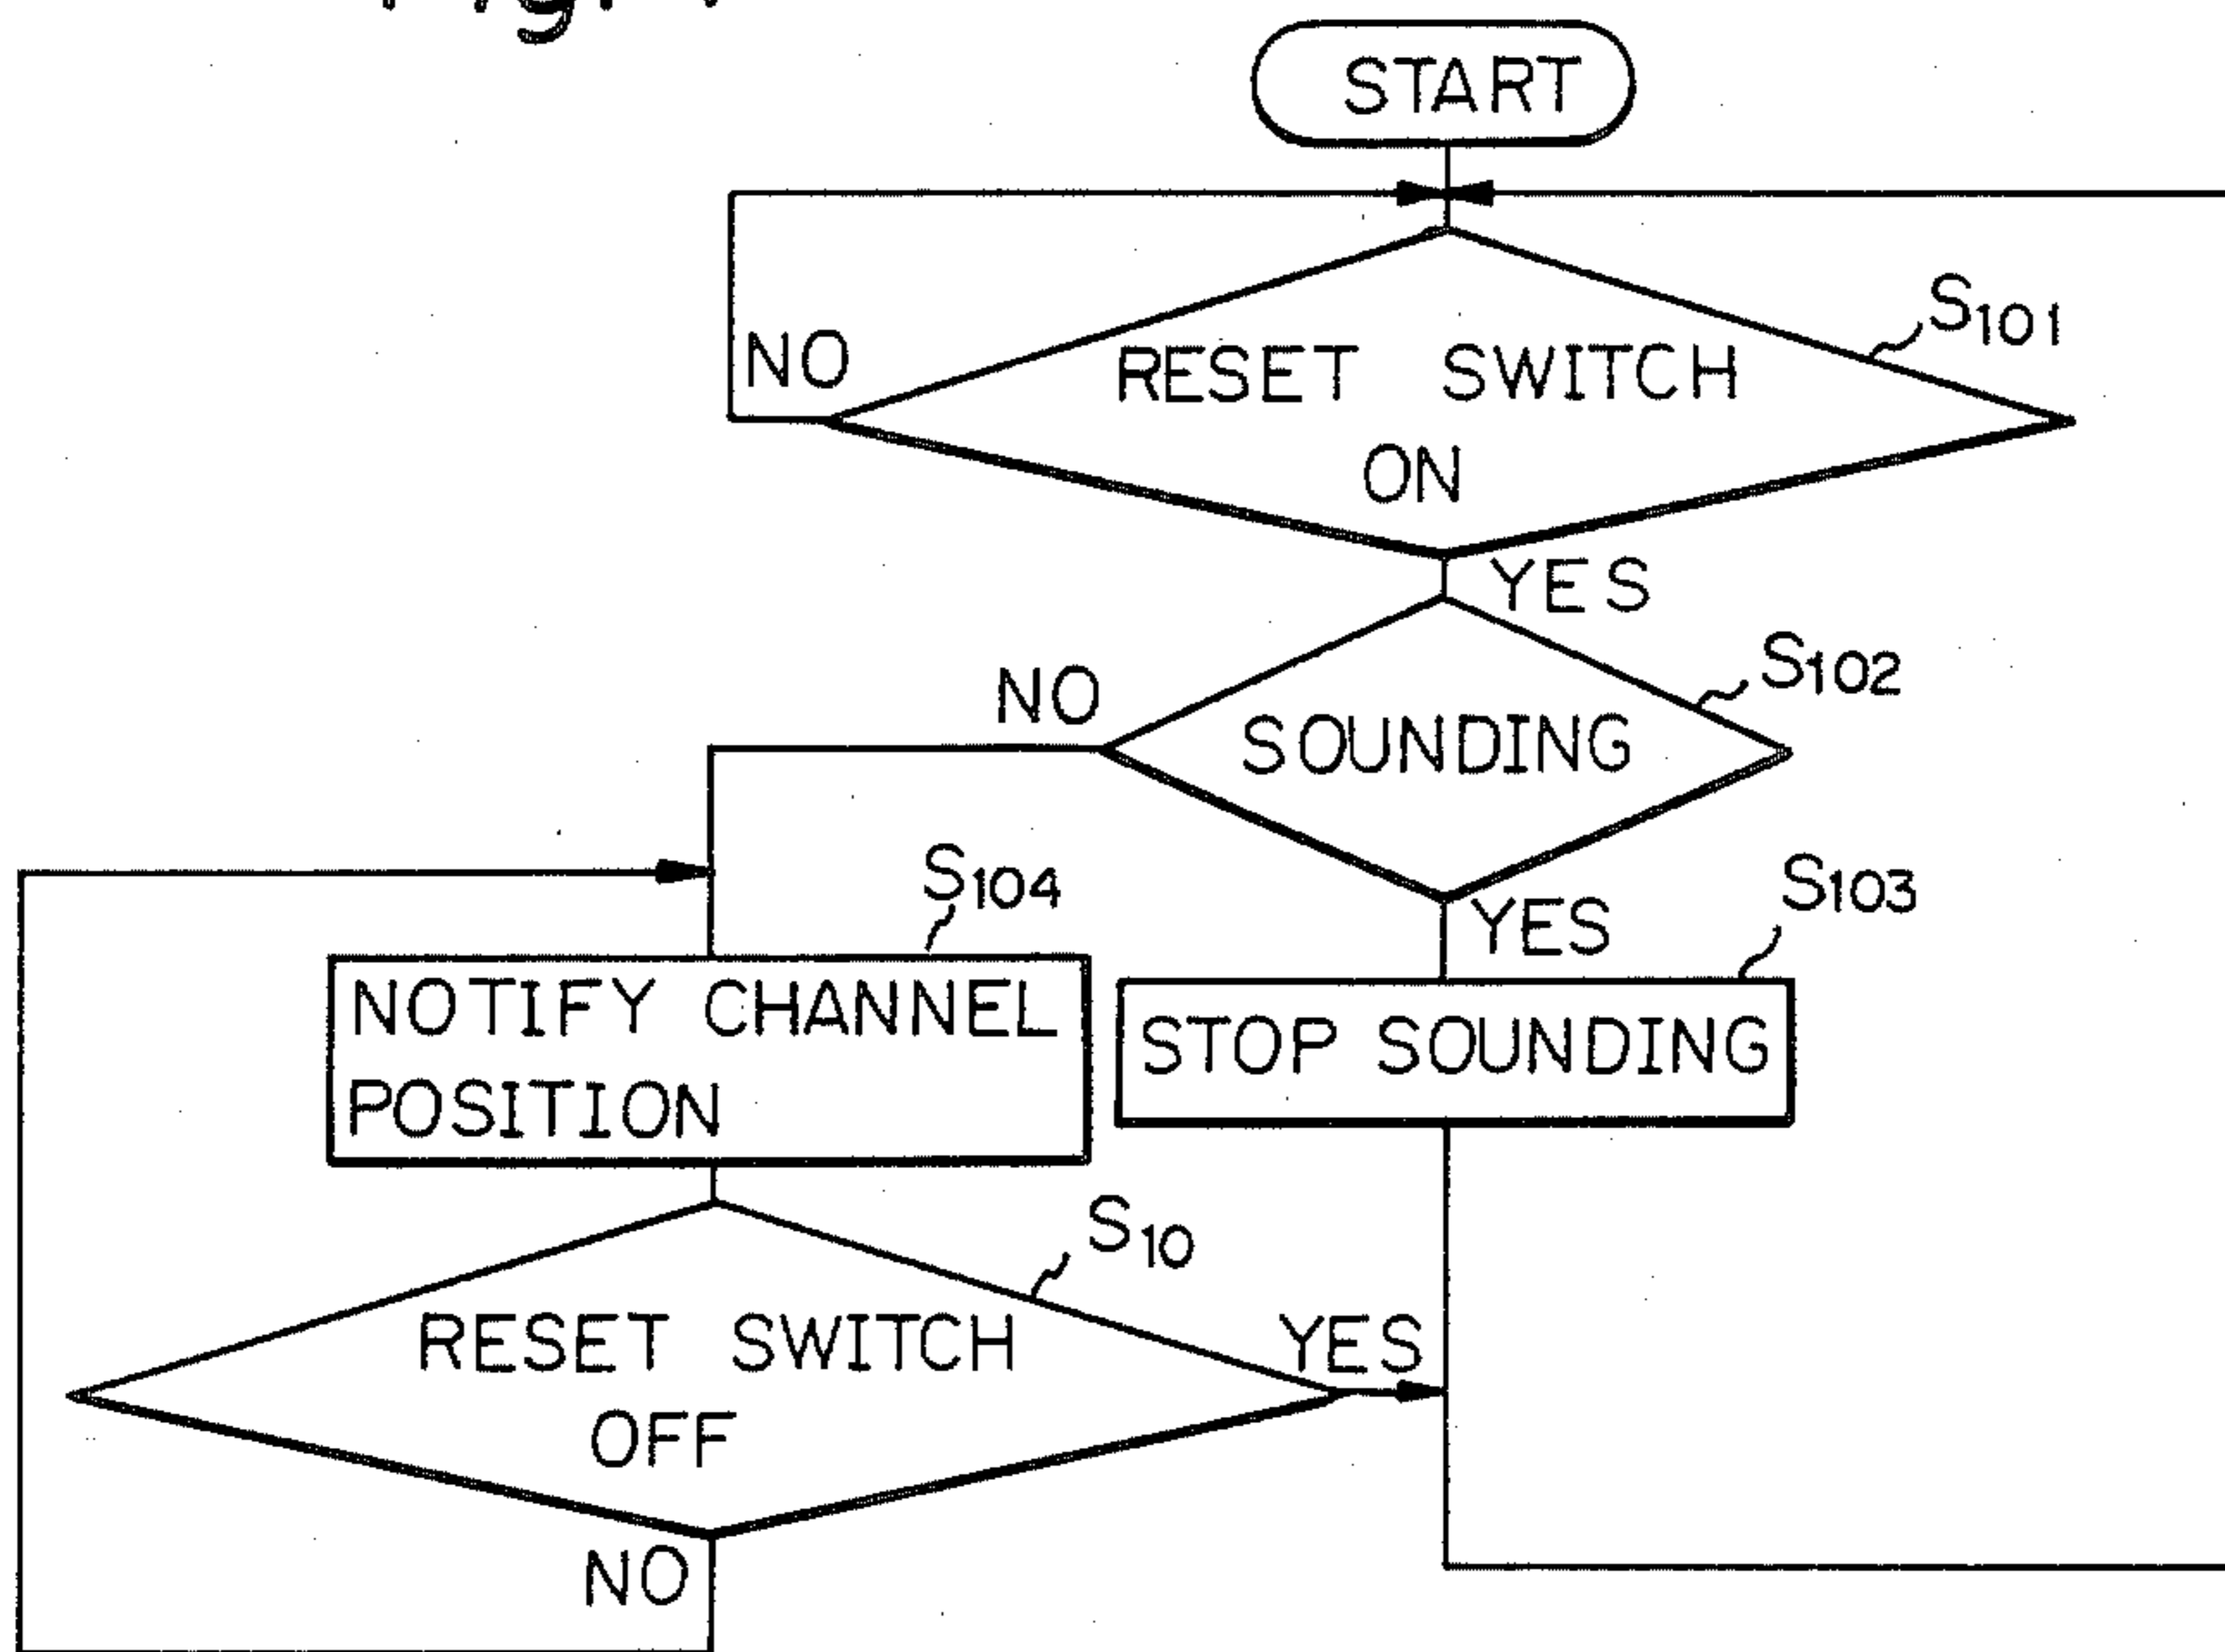 START
NO
RESET SWITCH
ON
S101
YES
NO
SOUNDING
S102
YES
S104
NOTIFY CHANNEL
POSITION
S103
STOP SOUNDING
S10
RESET SWITCH
OFF
YES
NO